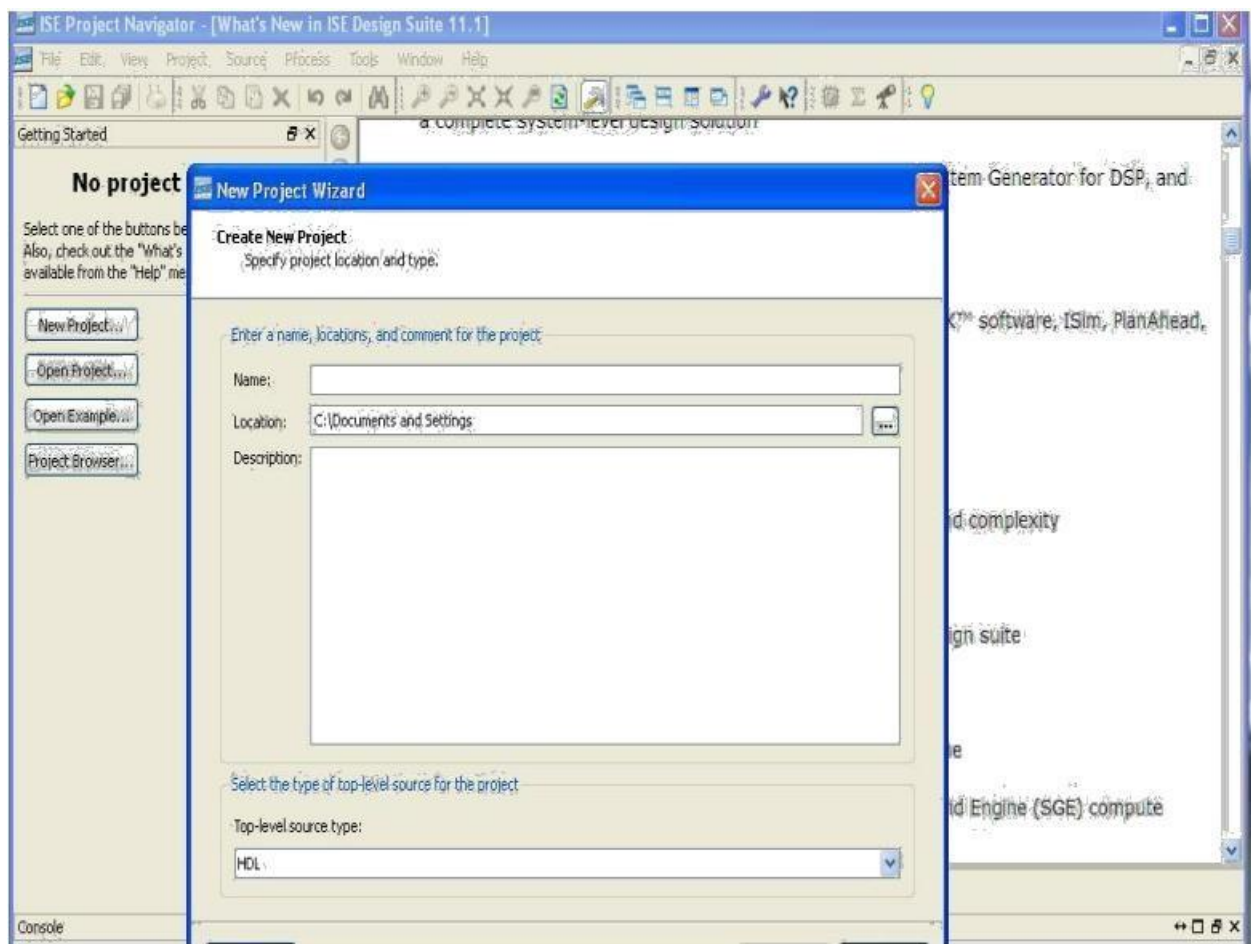 ISE Project Navigator - [What's New in ISE Design Suite 11.1]
File Edit View Project Source Process Tools Window Help
Getting Started
a complete system-level design solution
No project
tem Generator for DSP, and
New Project Wizard
Select one of the buttons be
Also, check out the "What's
available from the "Help" me
Create New Project
Specify project location and type.
New Project...
Open Project...
Open Example...
Project Browser...
Enter a name, locations, and comment for the project
Name:
Location: C:\Documents and Settings ...
Description:
K™ software, ISim, PlanAhead,
d complexity
ign suite
e
id Engine (SGE) compute
Select the type of top-level source for the project
Top-level source type:
HDL
Console